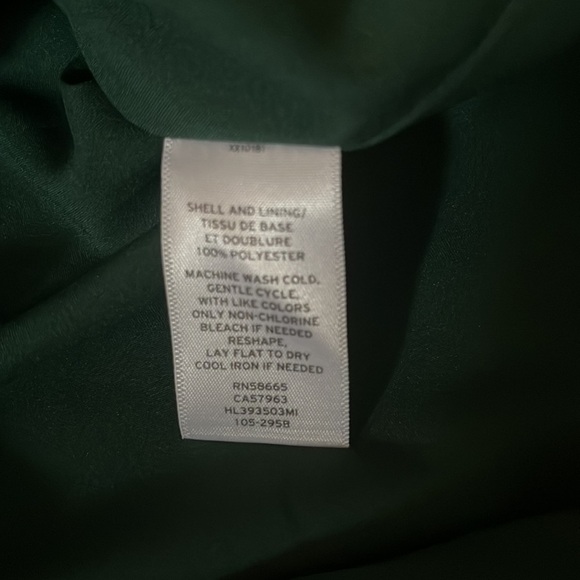 SHELL AND LINING/
TISSU DE BASE
ET DOUBLURE
100% POLYESTER
MACHINE WASH COLD,
GENTLE CYCLE,
WITH LIKE COLORS
ONLY NON-CHLORINE
BLEACH IF NEEDED
RESHAPE,
LAY FLAT TO DRY
COOL IRON IF NEEDED
RN58665
CA57963
HL393503MI
105-295B